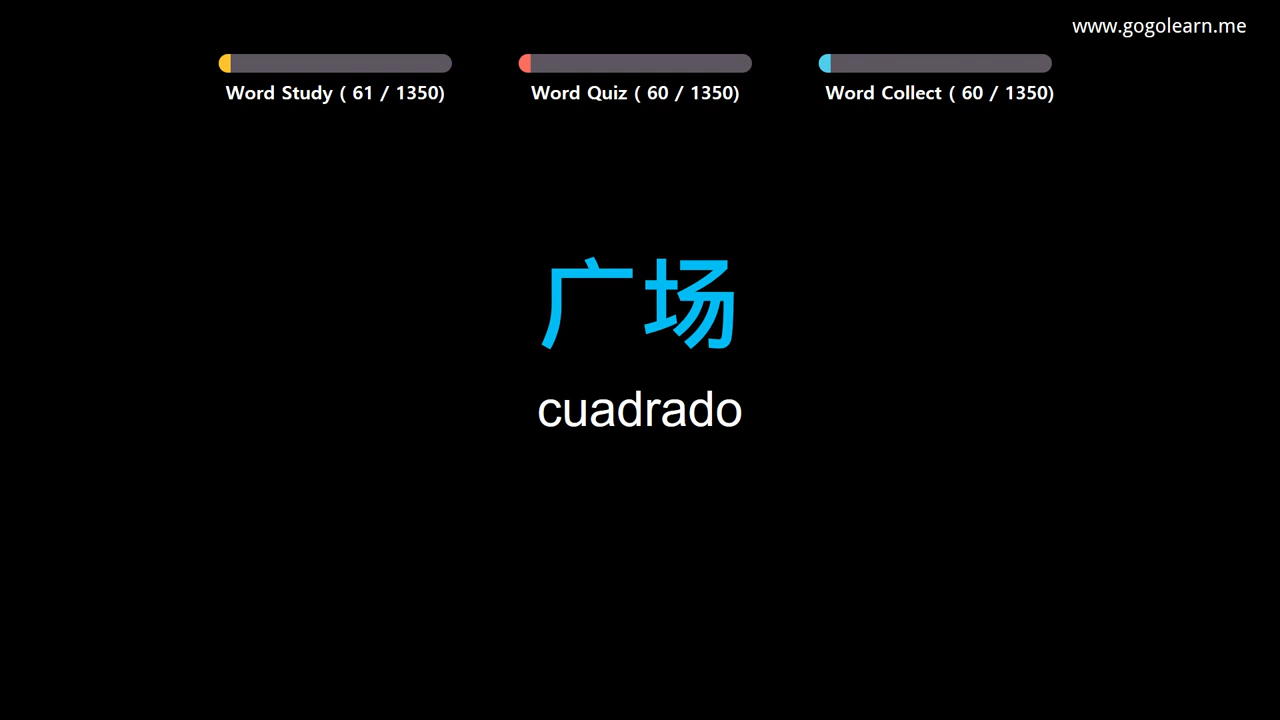 www.gogolearn.me
Word Study ( 61 / 1350)
Word Quiz ( 60 / 1350)
Word Collect ( 60 / 1350)
广场
cuadrado